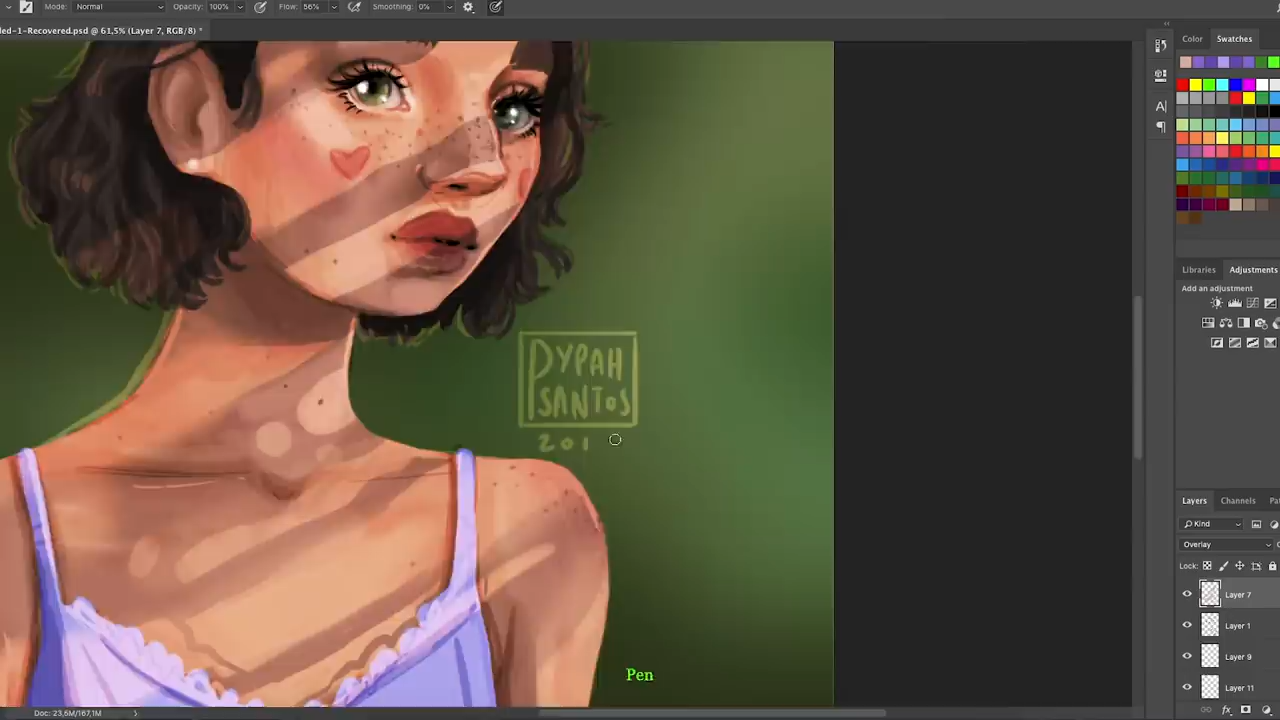 Mode: Normal Opacity: 100% Flow: 56% Smoothing: 0%
led-1-Recovered.psd @ 61,5% (Layer 7, RGB/8) *
Color Swatches
Libraries Adjustments
Add an adjustment
PYPAH
SANTOS
201
Layers Channels Pa
Kind
Overlay
Lock:
Layer 7
Layer 1
Layer 9
Layer 11
Pen
Doc: 23,6M/167,1M